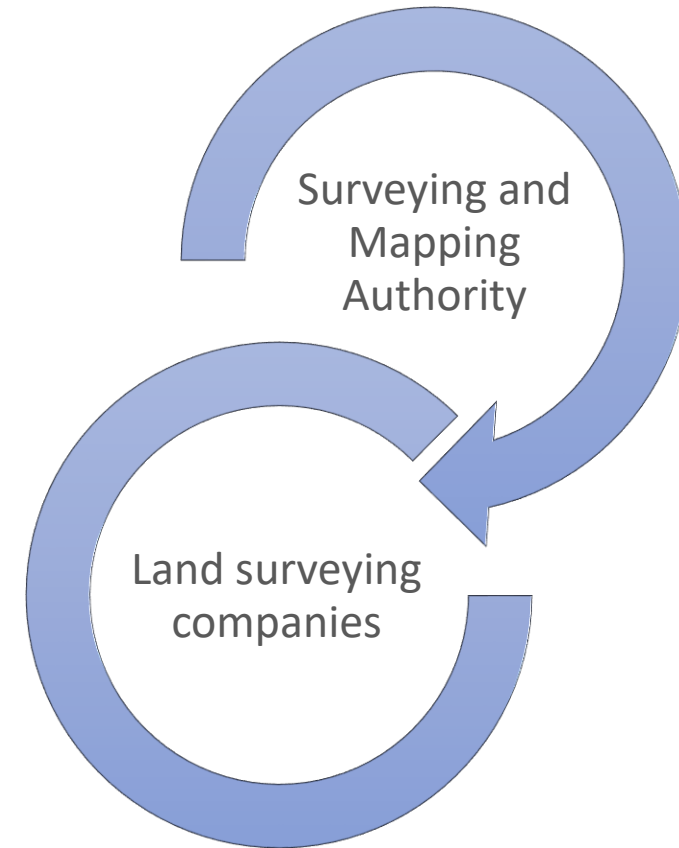 Surveying and
Mapping
Authority
Land surveying
companies